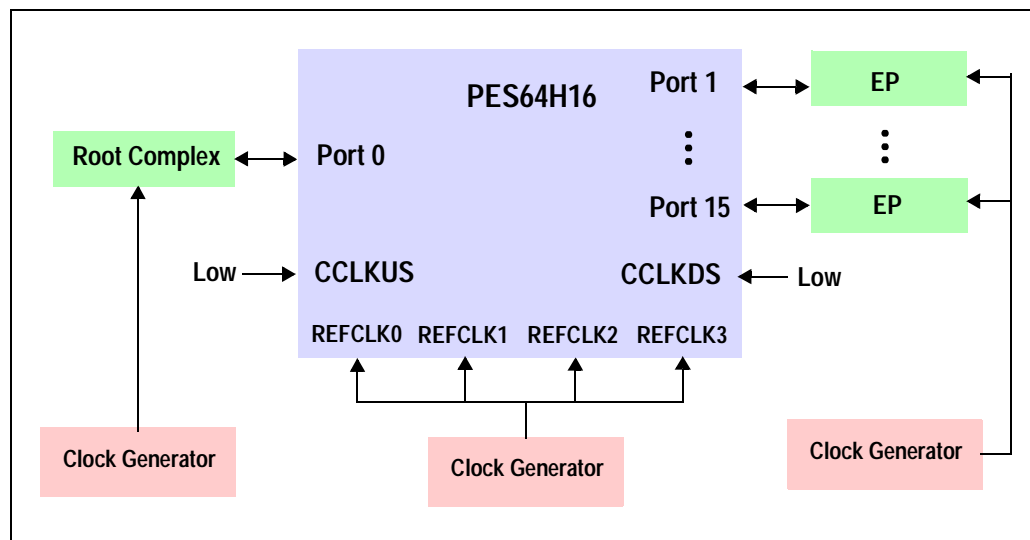 PES64H16
Port 1
EP
Root Complex
Port 0
Port 15
EP
Low
CCLKUS
CCLKDS
Low
REFCLK0
REFCLK1
REFCLK2
REFCLK3
Clock Generator
Clock Generator
Clock Generator